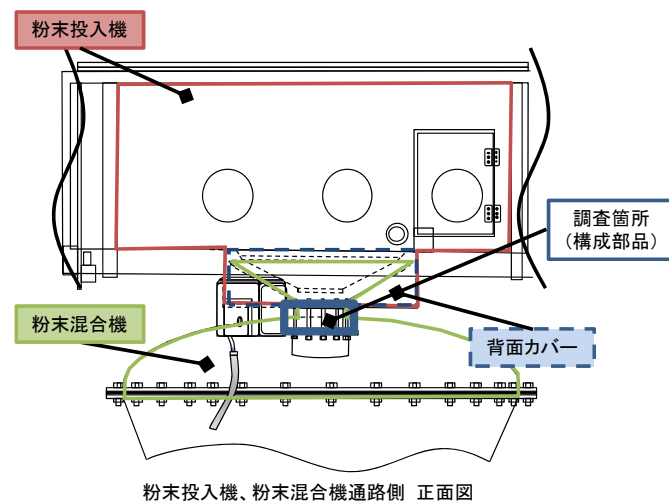 粉末投入機
調査箇所
（構成部品）
粉末混合機
背面カバー
粉末投入機、粉末混合機通路側 正面図